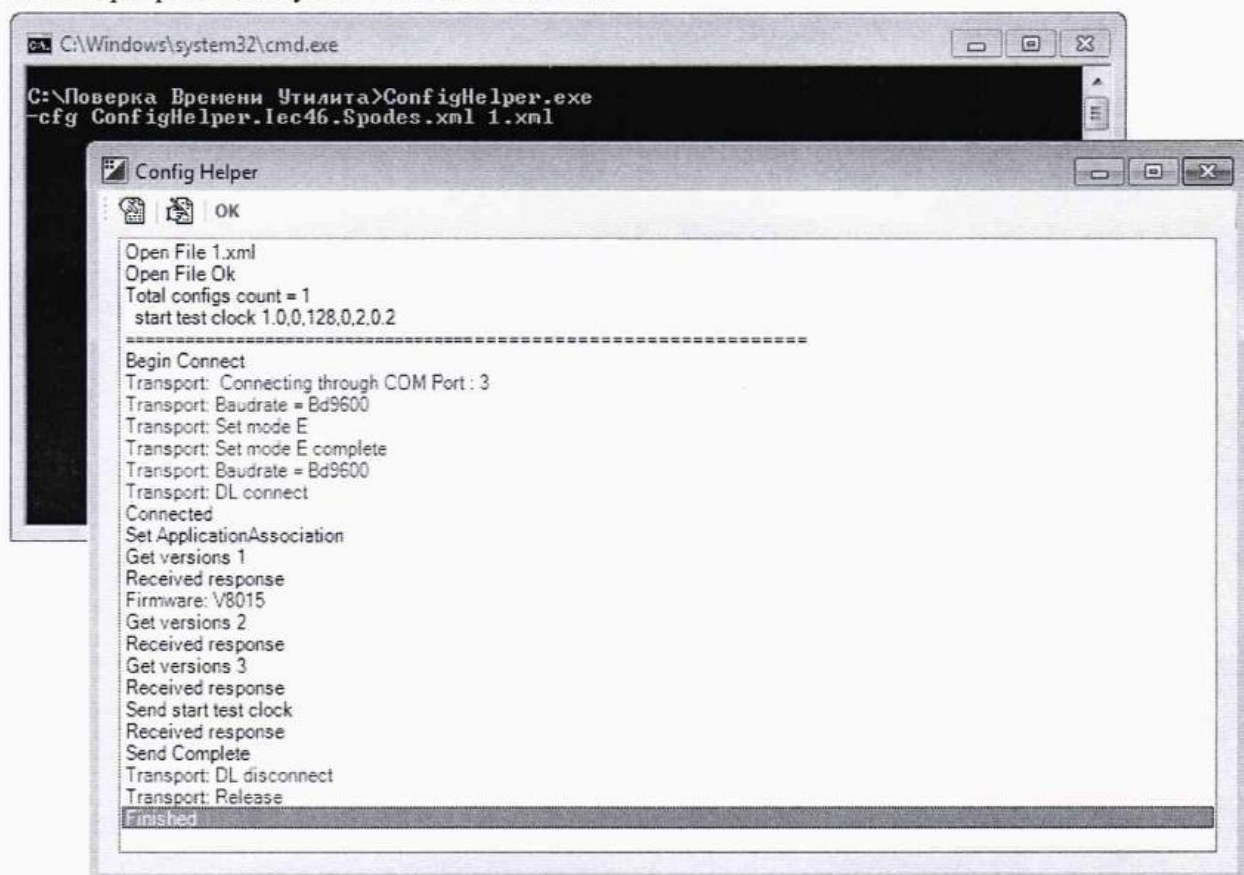 C:\Windows\system32\cmd.exe
C:\Поверка Времени Утилита>ConfigHelper.exe
-cfg ConfigHelper.Iec46.Spodes.xml 1.xml
Config Helper
OK
Open File 1.xml
Open File Ok
Total configs count = 1
start test clock 1.0,0,128,0,2,0.2
====================================================================
Begin Connect
Transport: Connecting through COM Port : 3
Transport: Baudrate = Bd9600
Transport: Set mode E
Transport: Set mode E complete
Transport: Baudrate = Bd9600
Transport: DL connect
Connected
Set ApplicationAssociation
Get versions 1
Received response
Firmware: V8015
Get versions 2
Received response
Get versions 3
Received response
Send start test clock
Received response
Send Complete
Transport: DL disconnect
Transport: Release
Finished